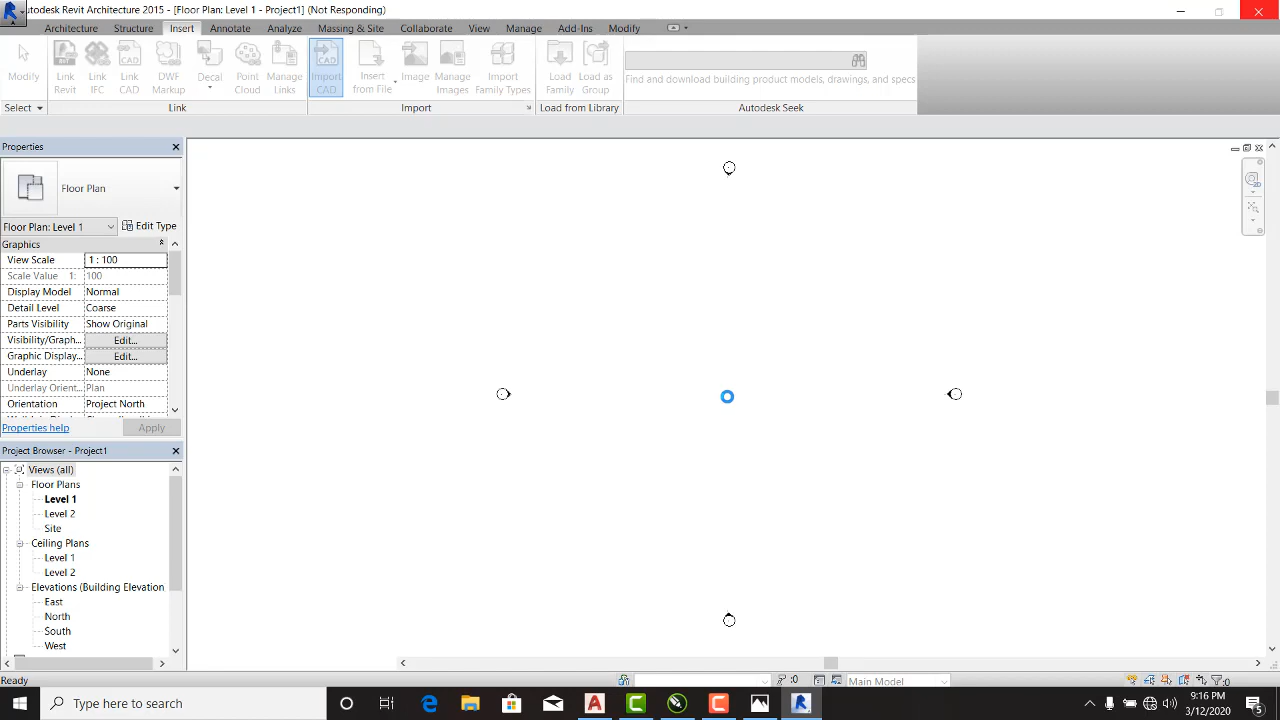 utodesk Revit Architecture 2015 - [Floor Plan: Level 1 - Project1] (Not Responding)
Architecture Structure Insert Annotate Analyze Massing & Site Collaborate View Manage Add-Ins Modify
Modify Link Revit Link IFC Link CAD DWF Markup Decal Point Cloud Manage Links Import CAD Insert from File Image Manage Images Import Family Types Load Family Load as Group
Find and download building product models, drawings, and specs
Select Link Import Load from Library Autodesk Seek
Properties
Floor Plan
Floor Plan: Level 1 Edit Type
Graphics
View Scale 1 : 100
Scale Value 1: 100
Display Model Normal
Detail Level Coarse
Parts Visibility Show Original
Visibility/Graph... Edit...
Graphic Display... Edit...
Underlay None
Underlay Orient... Plan
Orientation Project North
Properties help Apply
Project Browser - Project1
Views (all)
Floor Plans
Level 1
Level 2
Site
Ceiling Plans
Level 1
Level 2
Elevations (Building Elevation
East
North
South
West
Ready :0 Main Model :0
Type here to search
9:16 PM
3/12/2020
5